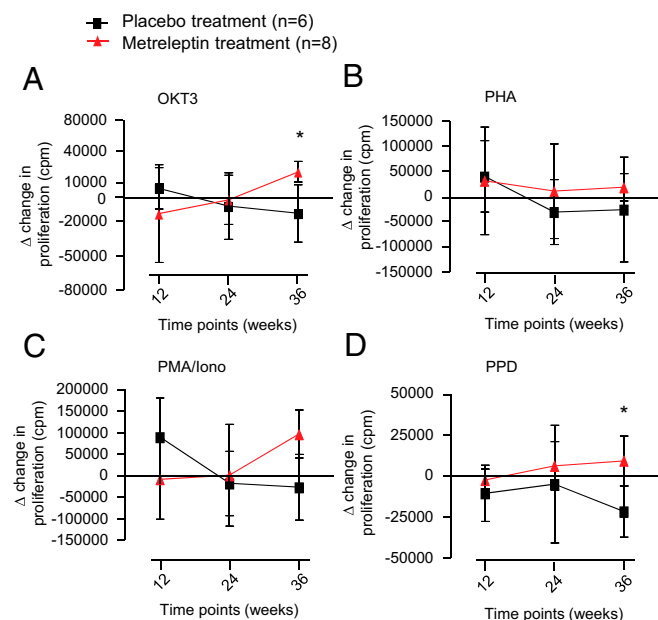 Placebo treatment (n=6)
Metreleptin treatment (n=8)
A
OKT3
Δ change in
proliferation (cpm)
80000
40000
10000
0
-20000
-50000
-80000
*
12
24
36
Time points (weeks)
B
PHA
Δ change in
proliferation (cpm)
150000
100000
50000
0
-50000
-100000
-150000
12
24
36
Time points (weeks)
C
PMA/Iono
Δ change in
proliferation (cpm)
200000
150000
100000
50000
0
-50000
-100000
-150000
12
24
36
Time points (weeks)
D
PPD
Δ change in
proliferation (cpm)
50000
25000
0
-25000
-50000
*
12
24
36
Time points (weeks)